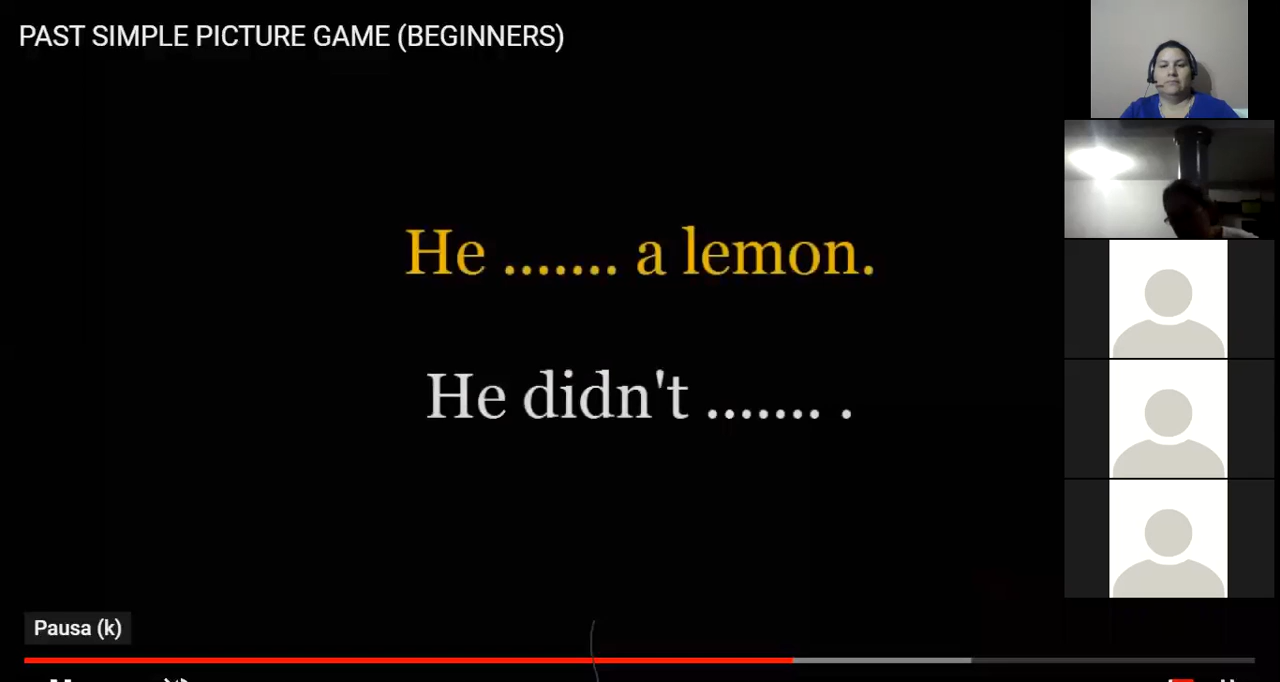 PAST SIMPLE PICTURE GAME (BEGINNERS)
He ....... a lemon.
He didn't ....... .
Pausa (k)